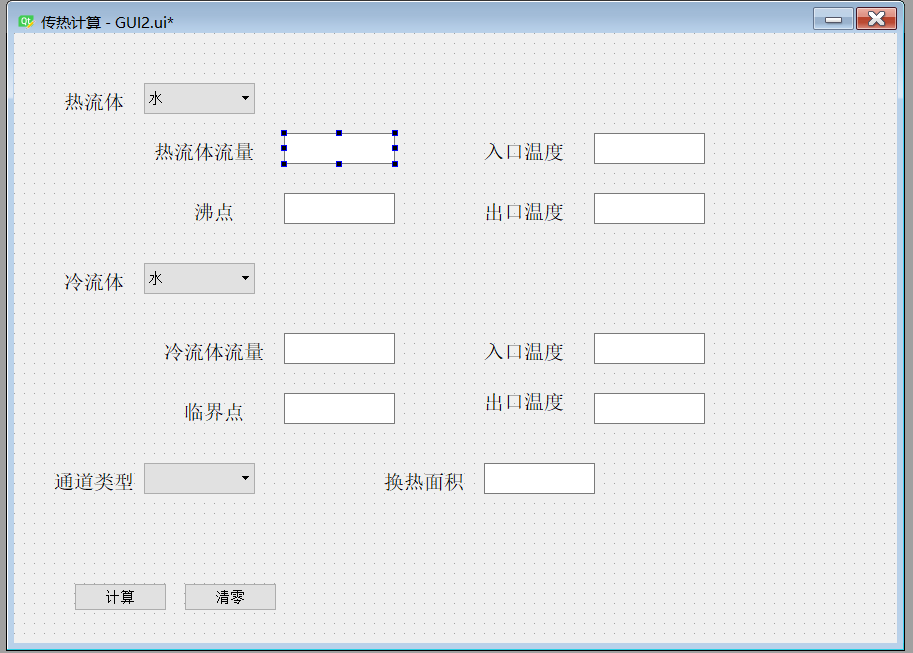 传热计算 - GUI2.ui*
热流体 水
热流体流量 入口温度
沸点 出口温度
冷流体 水
冷流体流量 入口温度
临界点 出口温度
通道类型 换热面积
计算 清零